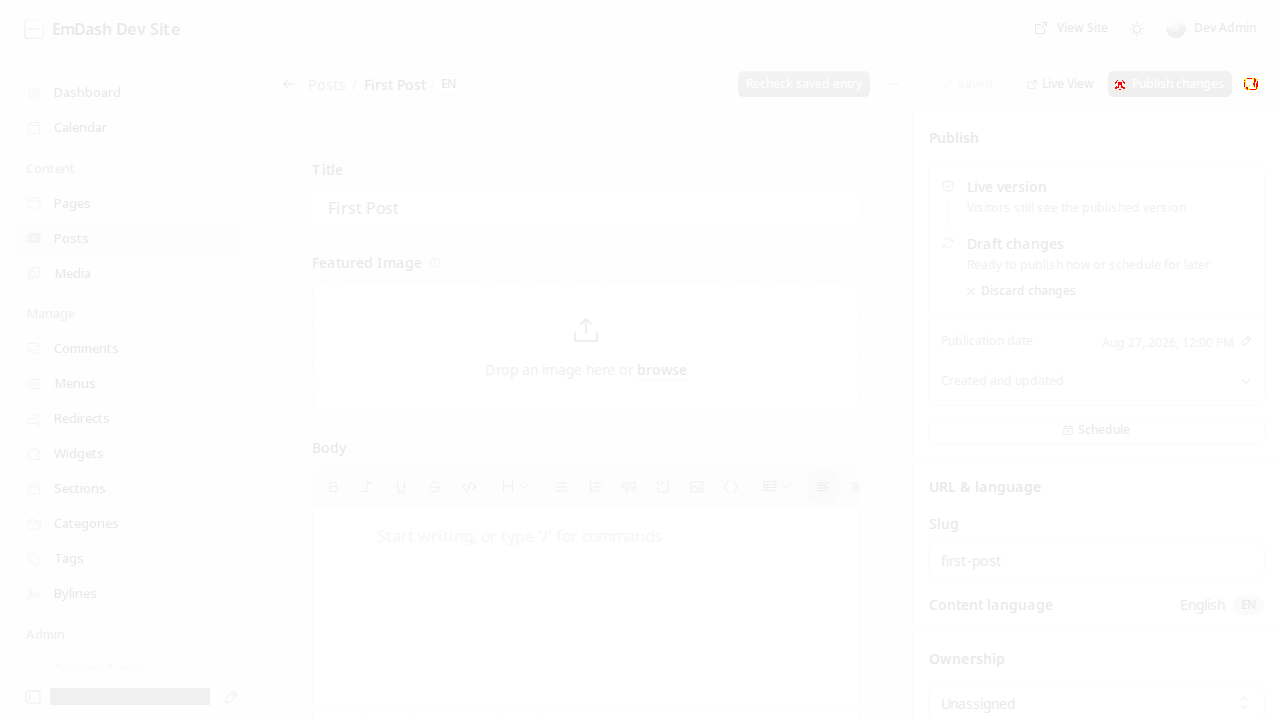 EmDash Dev Site
View Site
Dev Admin
Posts / First Post EN
Recheck saved entry
Saved
Live View
Publish changes
Dashboard
Calendar
Content
Pages
Posts
Media
Manage
Comments
Menus
Redirects
Widgets
Sections
Categories
Tags
Bylines
Admin
Title
First Post
Featured Image
Drop an image here or browse
Body
Start writing, or type '/' for commands
Publish
Live version
Visitors still see the published version
Draft changes
Ready to publish now or schedule for later
Discard changes
Publication date
Aug 27, 2026, 12:00 PM
Created and updated
Schedule
URL & language
Slug
first-post
Content language
English EN
Ownership
Unassigned